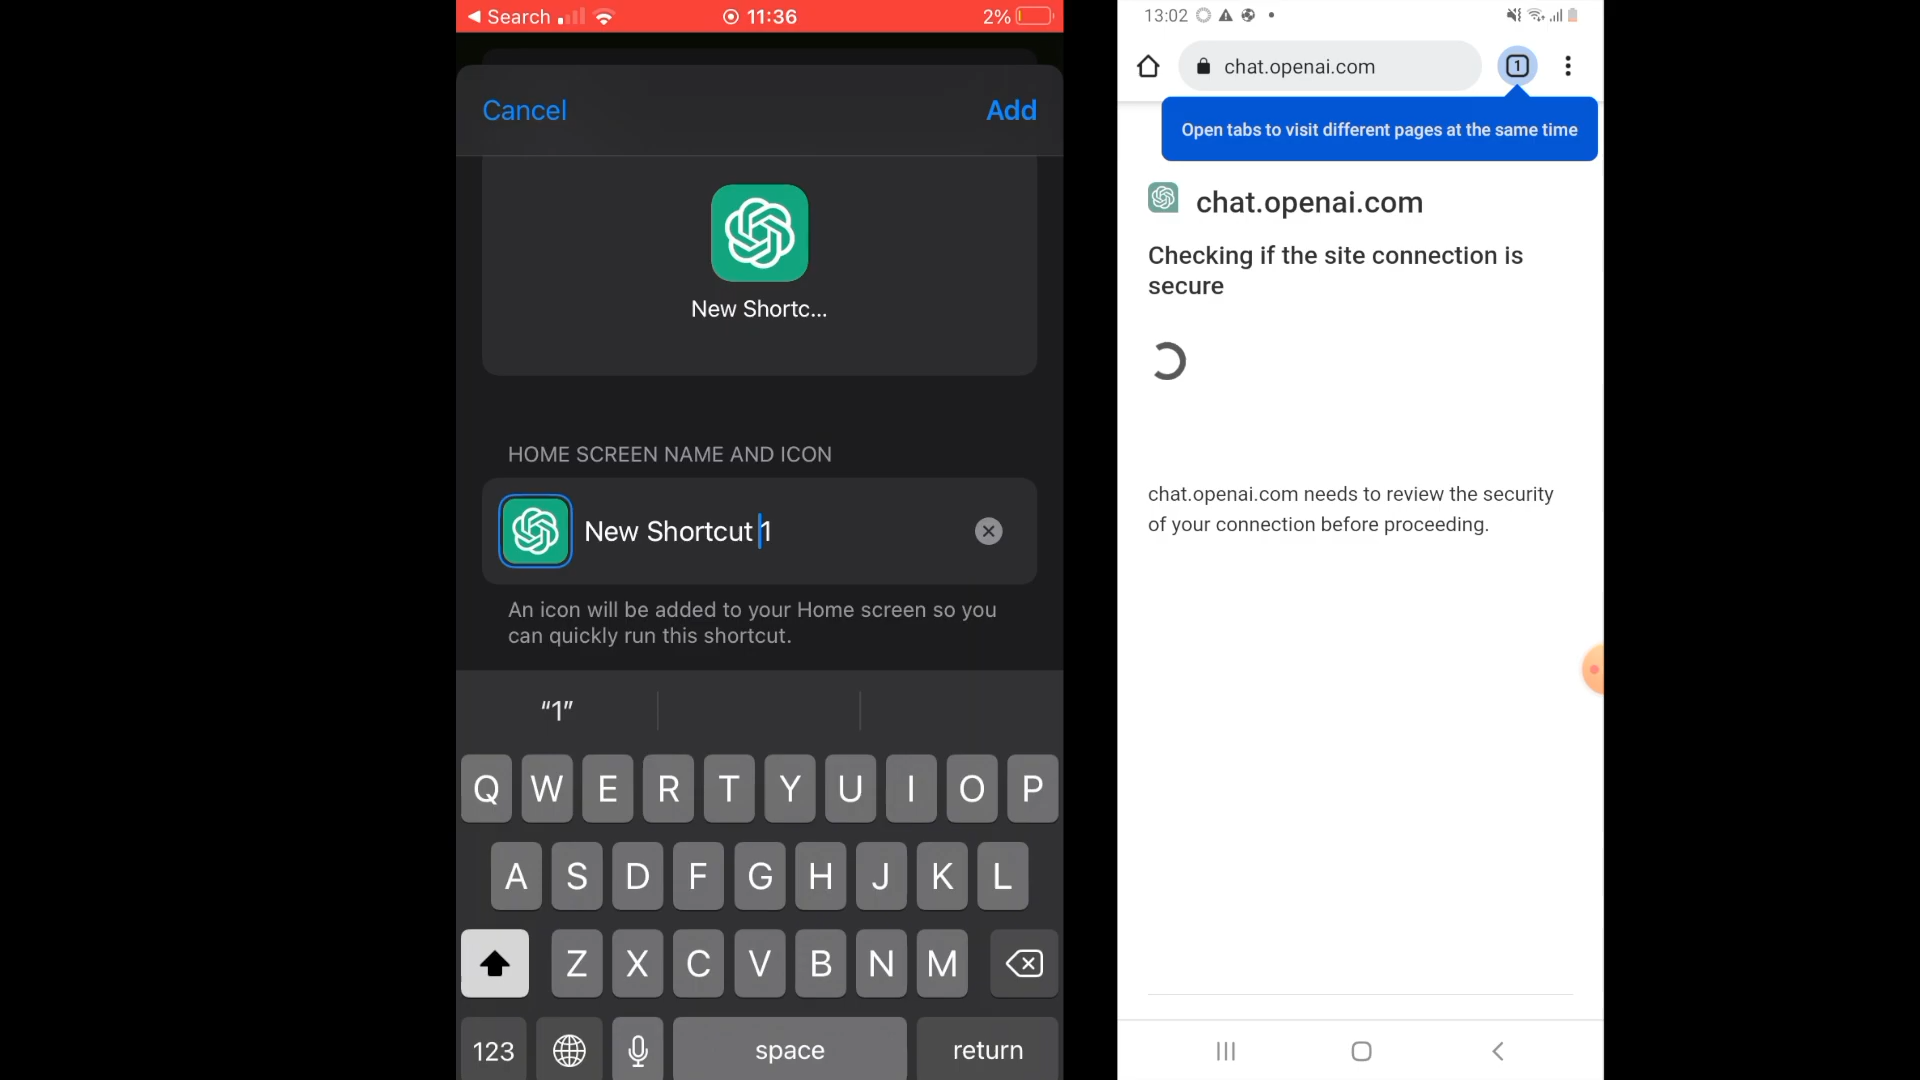 ◀ Search
11:36
2%
Cancel
Add
New Shortc...
HOME SCREEN NAME AND ICON
New Shortcut 1
An icon will be added to your Home screen so you
can quickly run this shortcut.
“1”
Q W E R T Y U I O P
A S D F G H J K L
Z X C V B N M
123
space
return
13:02
chat.openai.com
1
Open tabs to visit different pages at the same time
chat.openai.com
Checking if the site connection is
secure
chat.openai.com needs to review the security
of your connection before proceeding.